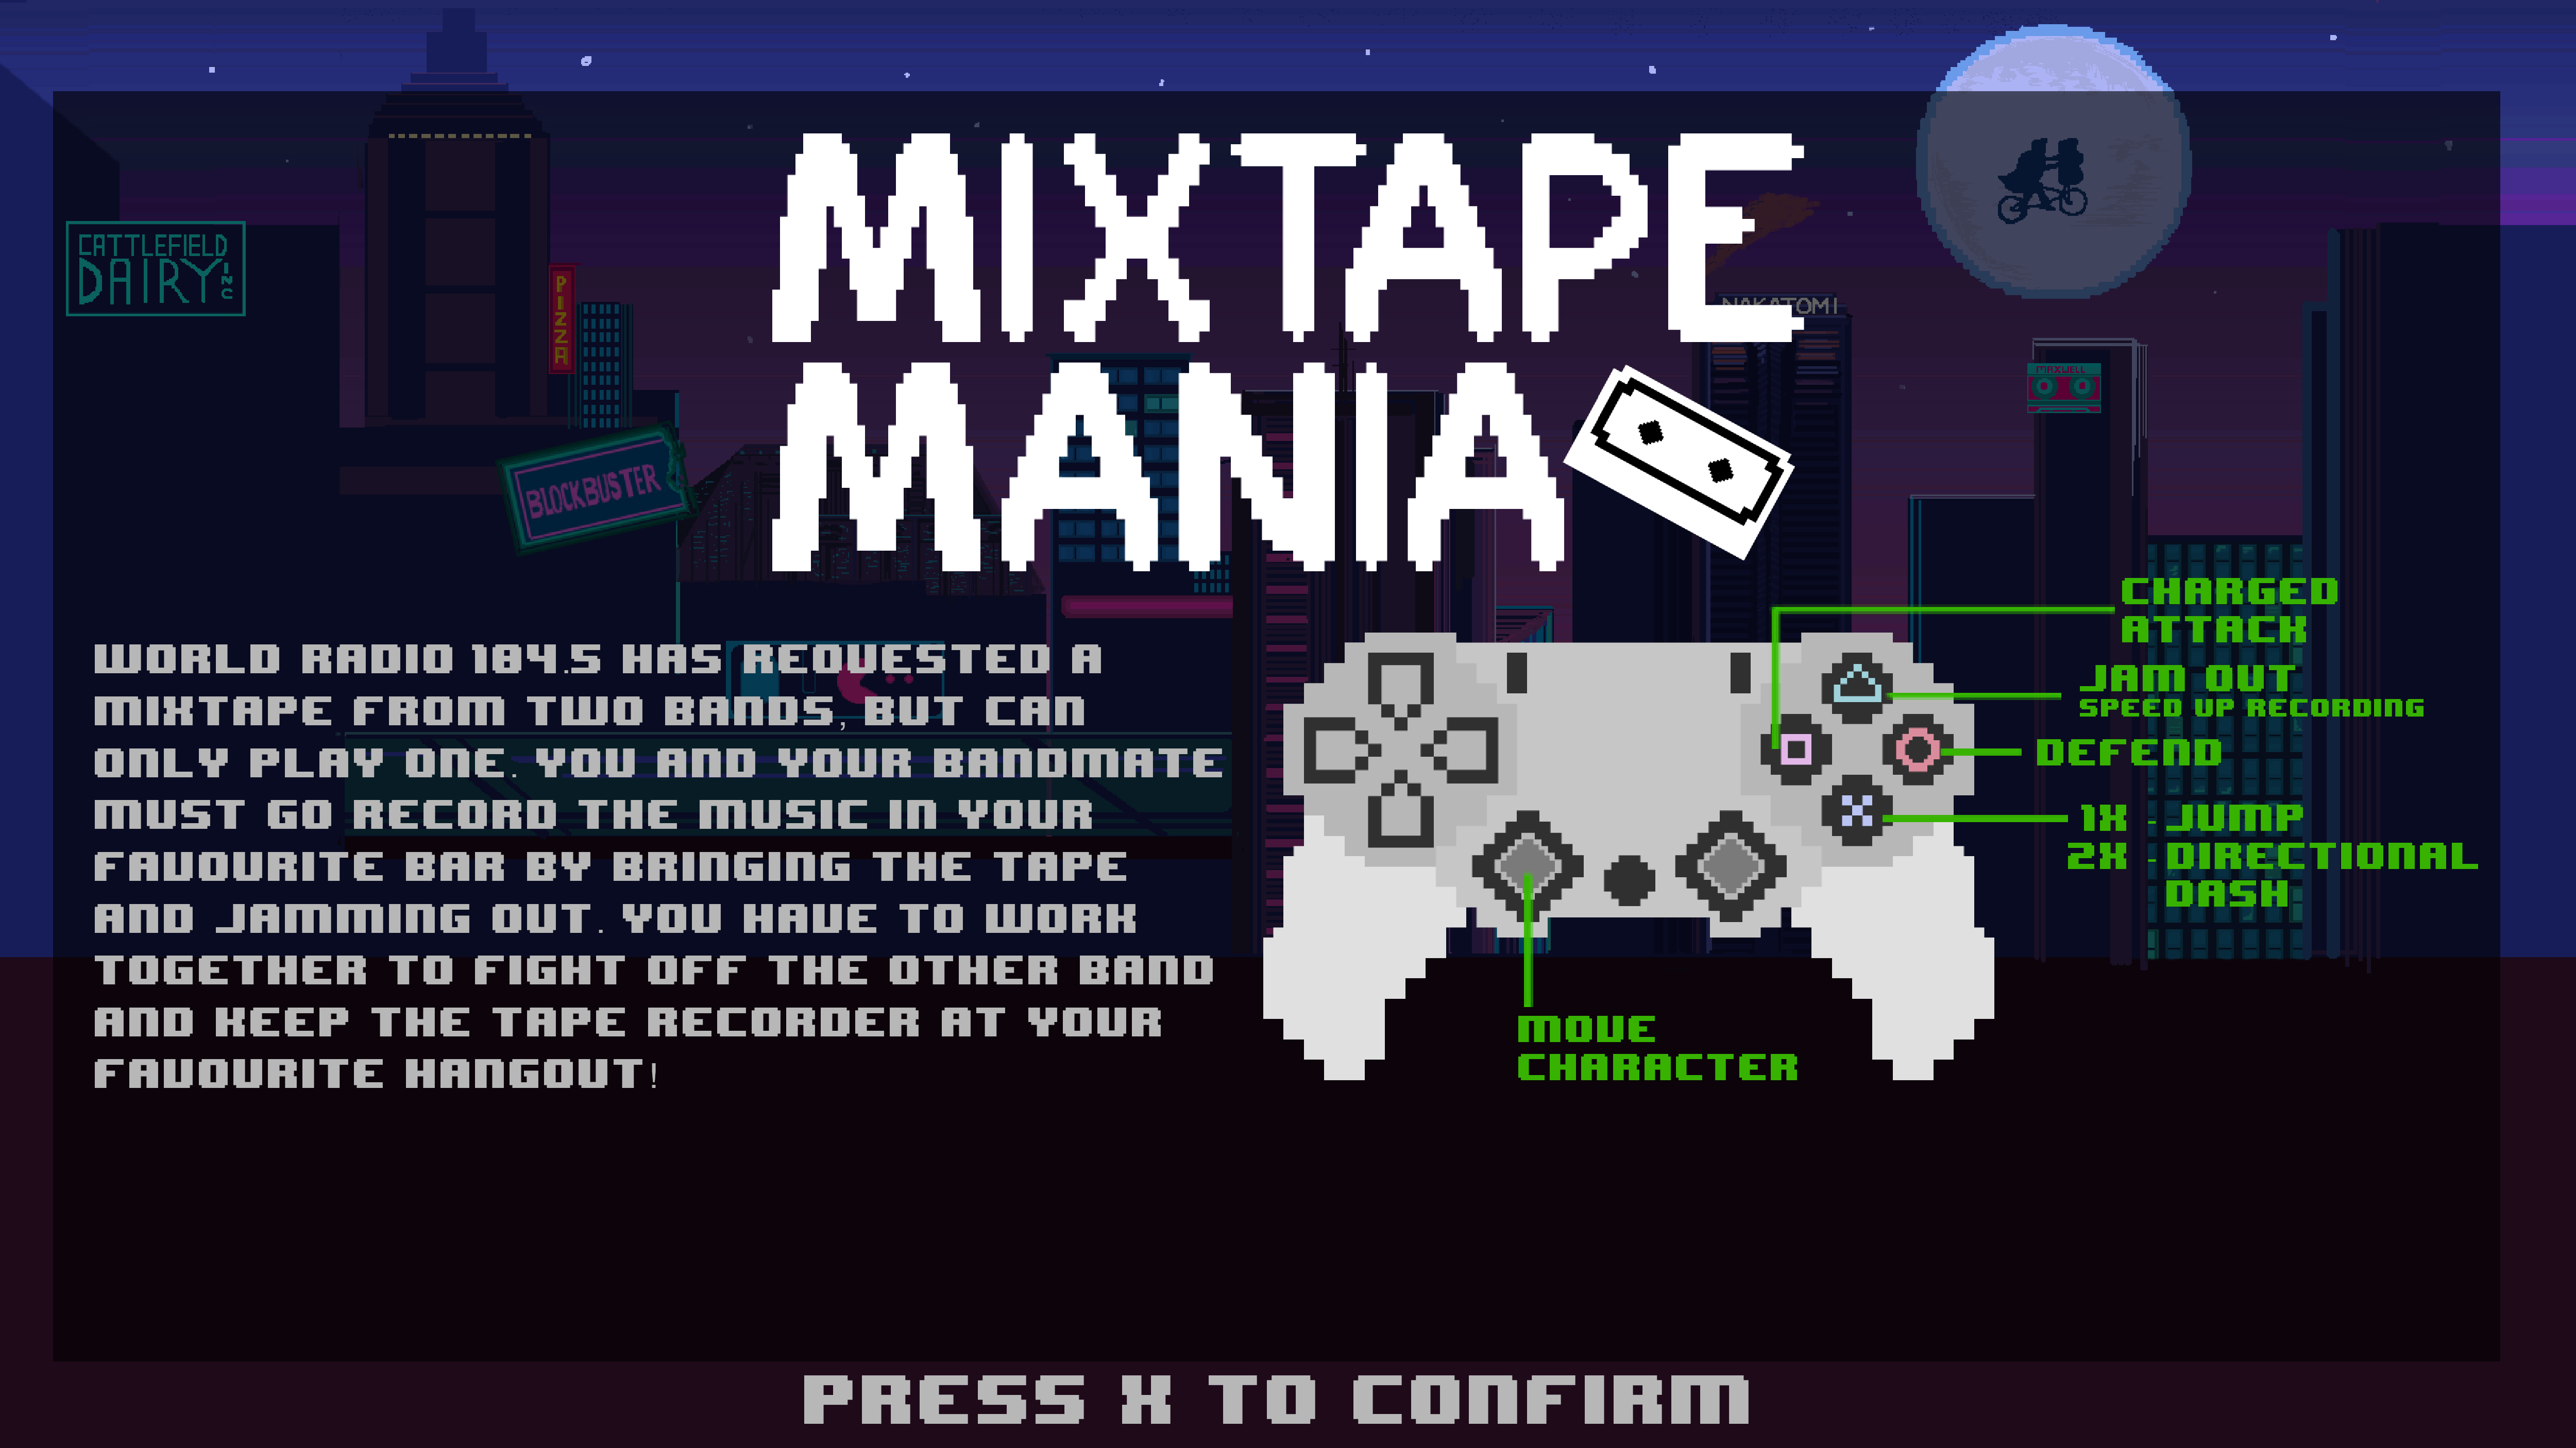 MIXTAPE
MANIA
CATTLEFIELD
DAIRY INC
PIZZA
BLOCKBUSTER
NAKATOMI
MAXWELL
WORLD RADIO 184.5 HAS REQUESTED A
MIXTAPE FROM TWO BANDS, BUT CAN
ONLY PLAY ONE. YOU AND YOUR BANDMATE
MUST GO RECORD THE MUSIC IN YOUR
FAVOURITE BAR BY BRINGING THE TAPE
AND JAMMING OUT. YOU HAVE TO WORK
TOGETHER TO FIGHT OFF THE OTHER BAND
AND KEEP THE TAPE RECORDER AT YOUR
FAVOURITE HANGOUT!
CHARGED
ATTACK
JAM OUT
SPEED UP RECORDING
DEFEND
1X - JUMP
2X - DIRECTIONAL
DASH
MOVE
CHARACTER
PRESS X TO CONFIRM